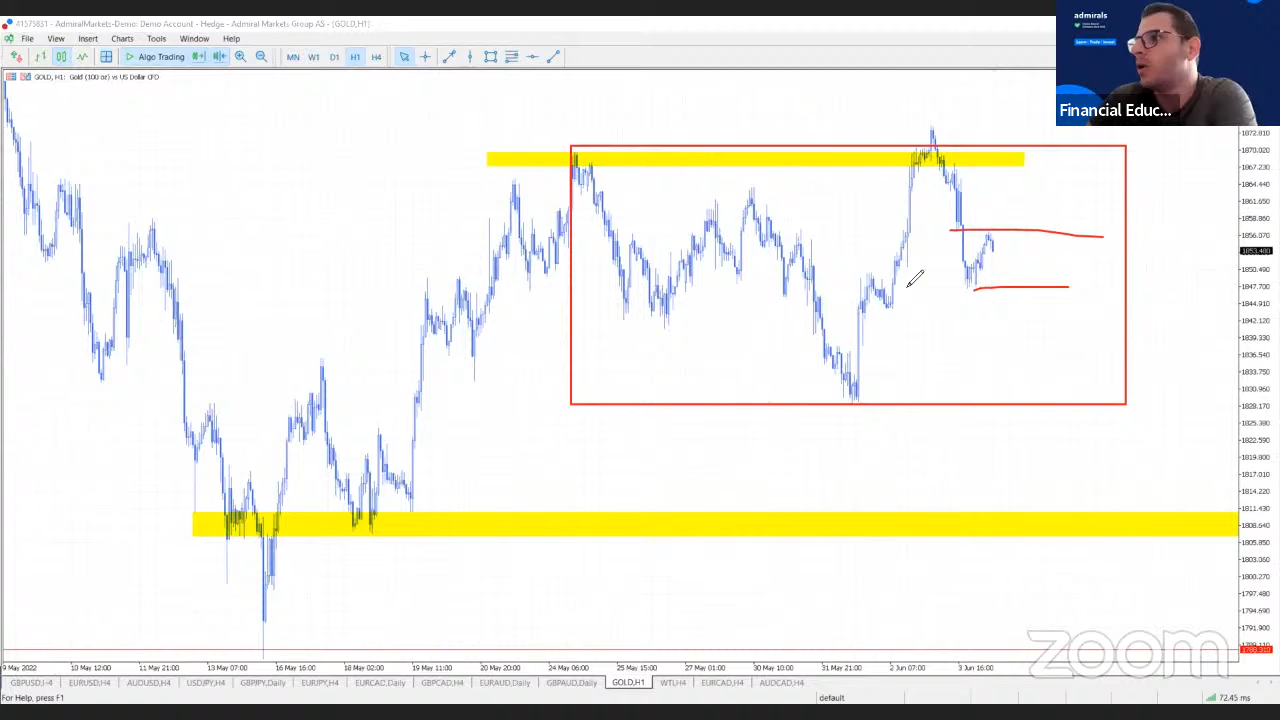 41575831 - AdmiralMarkets-Demo: Demo Account - Hedge - Admiral Markets Group AS - [GOLD,H1]
File View Insert Charts Tools Window Help
Algo Trading MN W1 D1 H1 H4
GOLD, H1: Gold (100 oz) vs US Dollar CFD
admirals
Learn · Trade · Invest
Financial Educ...
1872.810
1870.020
1867.230
1864.440
1861.650
1858.860
1856.070
1853.480
1850.490
1847.700
1844.910
1842.120
1839.330
1836.540
1833.750
1830.960
1829.170
1825.380
1822.590
1819.800
1817.010
1814.220
1811.430
1808.640
1805.850
1803.060
1800.270
1797.480
1794.690
1791.900
1789.110
1788.310
zoom
9 May 2022 10 May 12:00 11 May 21:00 13 May 07:00 16 May 16:00 18 May 02:00 19 May 11:00 20 May 20:00 24 May 06:00 25 May 15:00 27 May 01:00 30 May 10:00 31 May 21:00 2 Jun 07:00 3 Jun 16:00
GBPUSD,H4 EURUSD,H4 AUDUSD,H4 USDJPY,H4 GBPJPY,Daily EURJPY,H4 EURCAD,Daily GBPCAD,H4 EURAUD,Daily GBPAUD,Daily GOLD,H1 WTI,H4 EURCAD,H4 AUDCAD,H4
For Help, press F1 default 72.45 ms